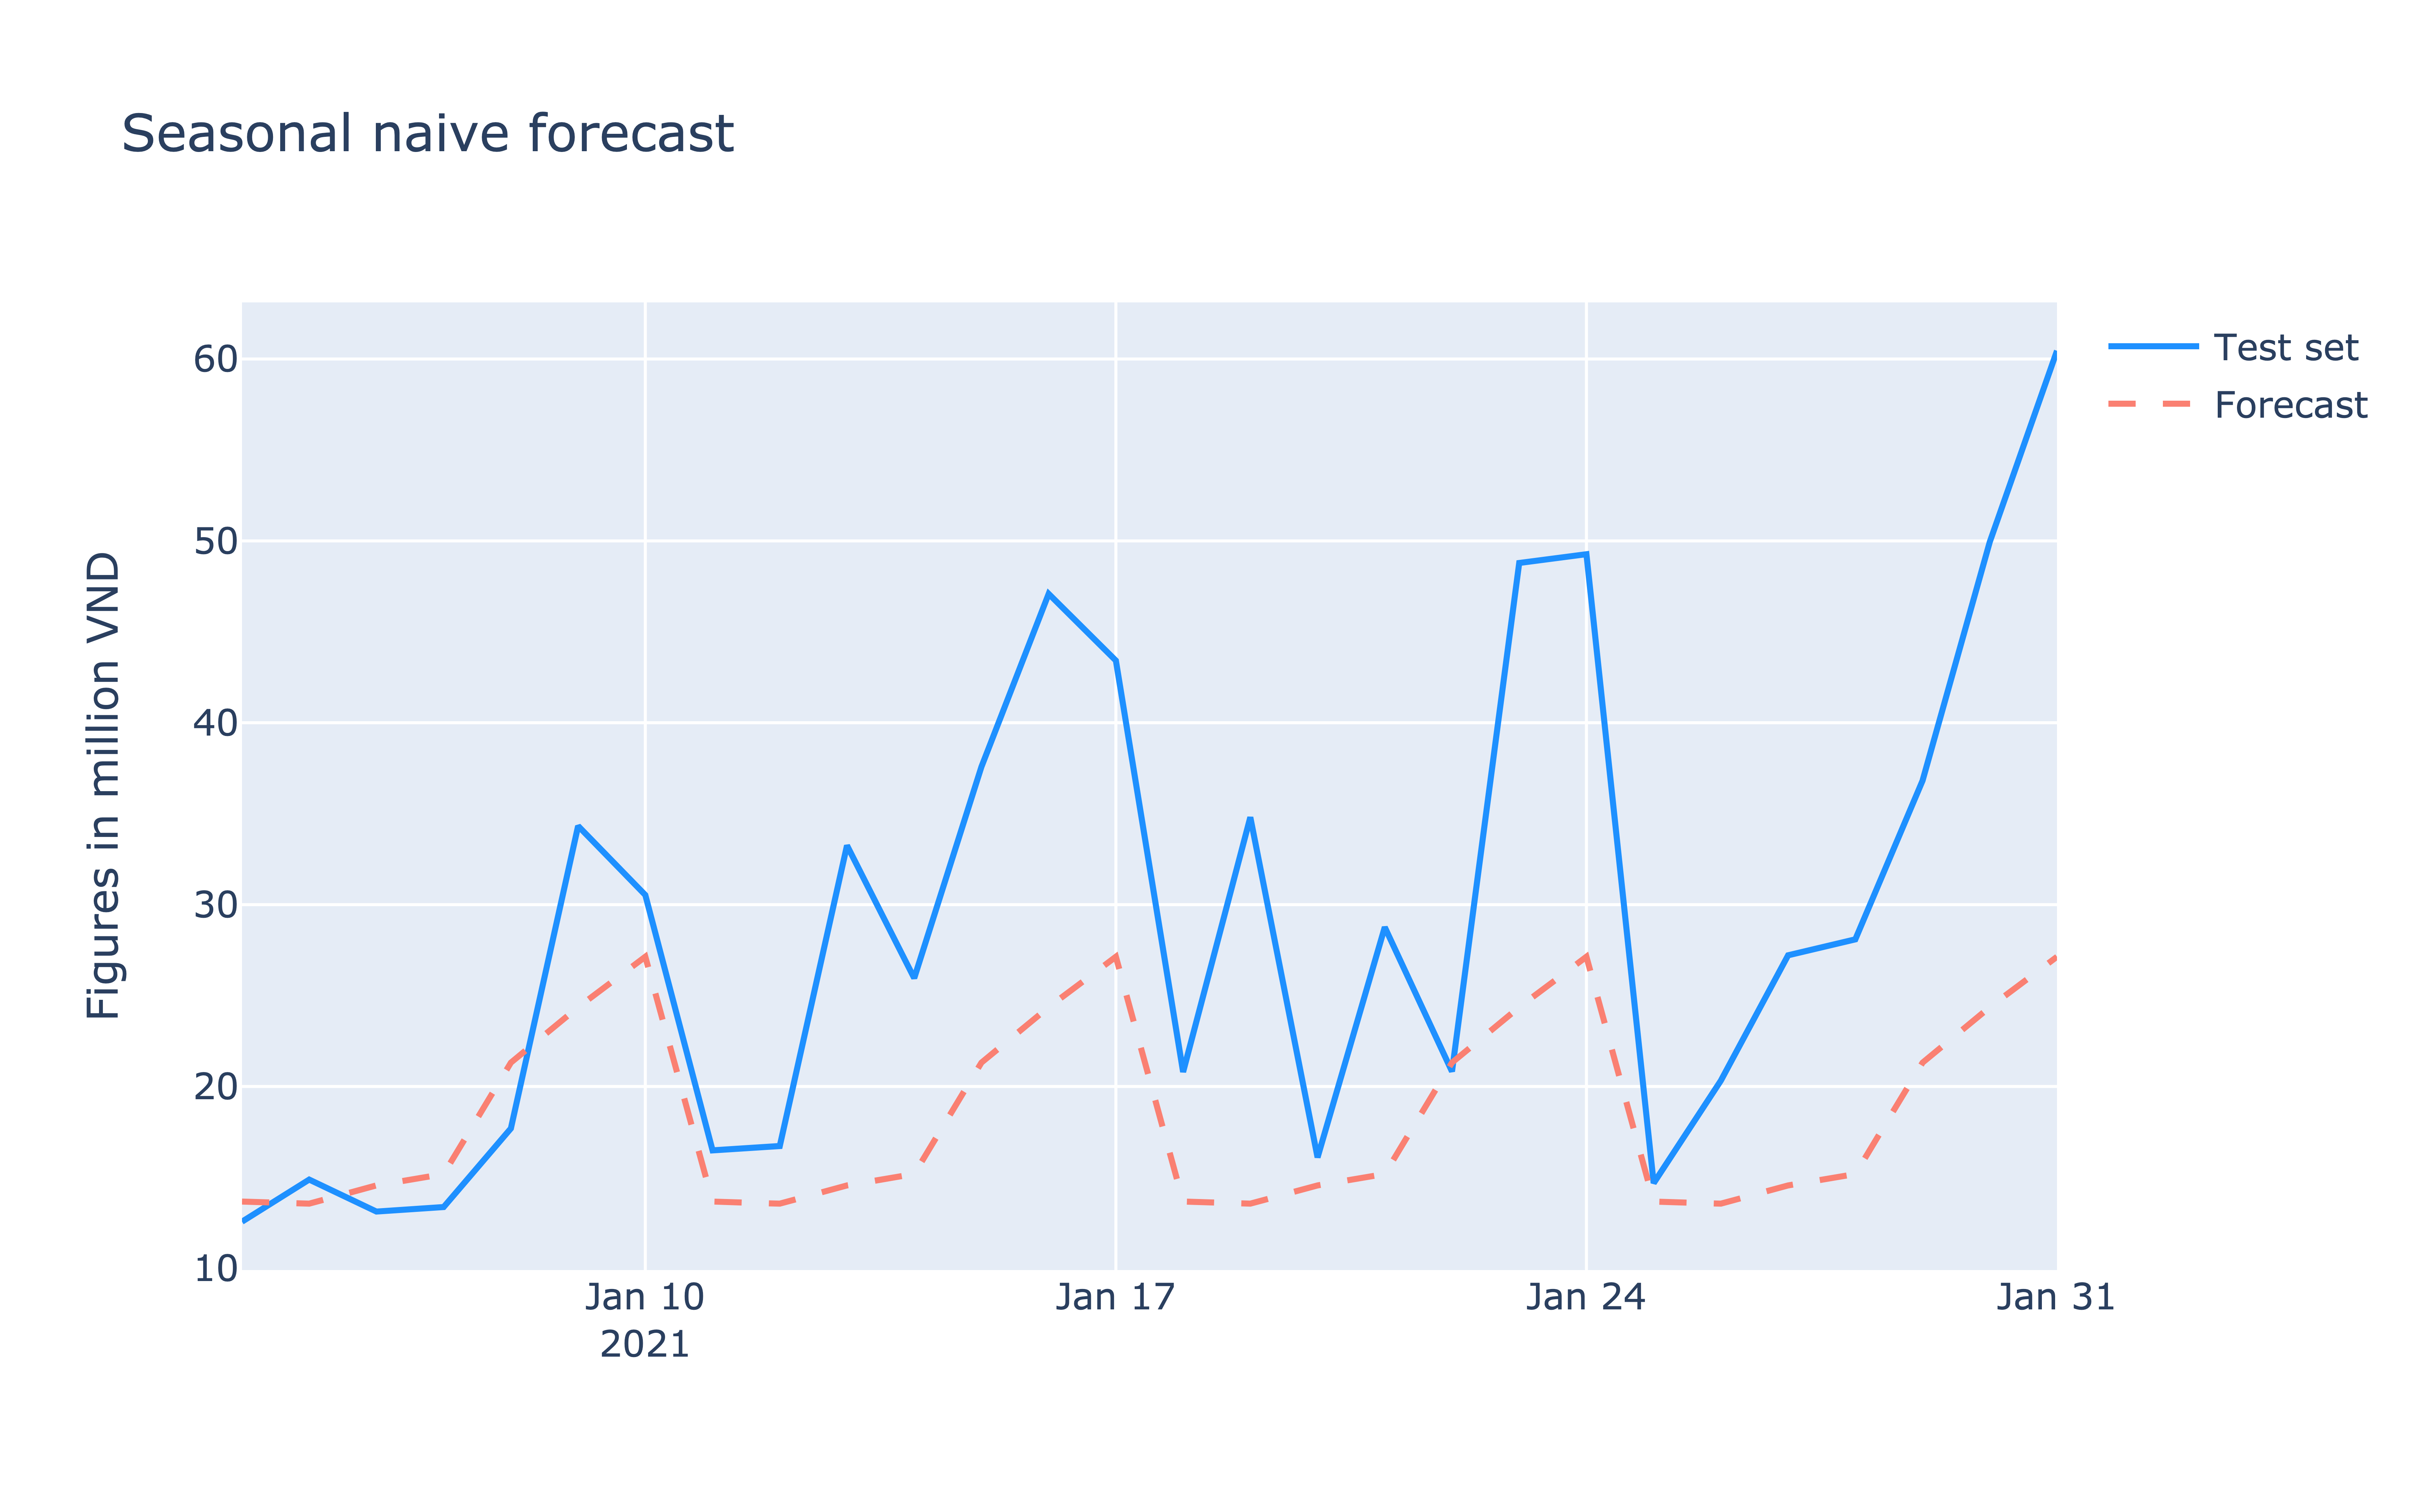 Seasonal naive forecast
Figures in million VND
60
50
40
30
20
10
Jan 10
2021
Jan 17
Jan 24
Jan 31
Test set
Forecast